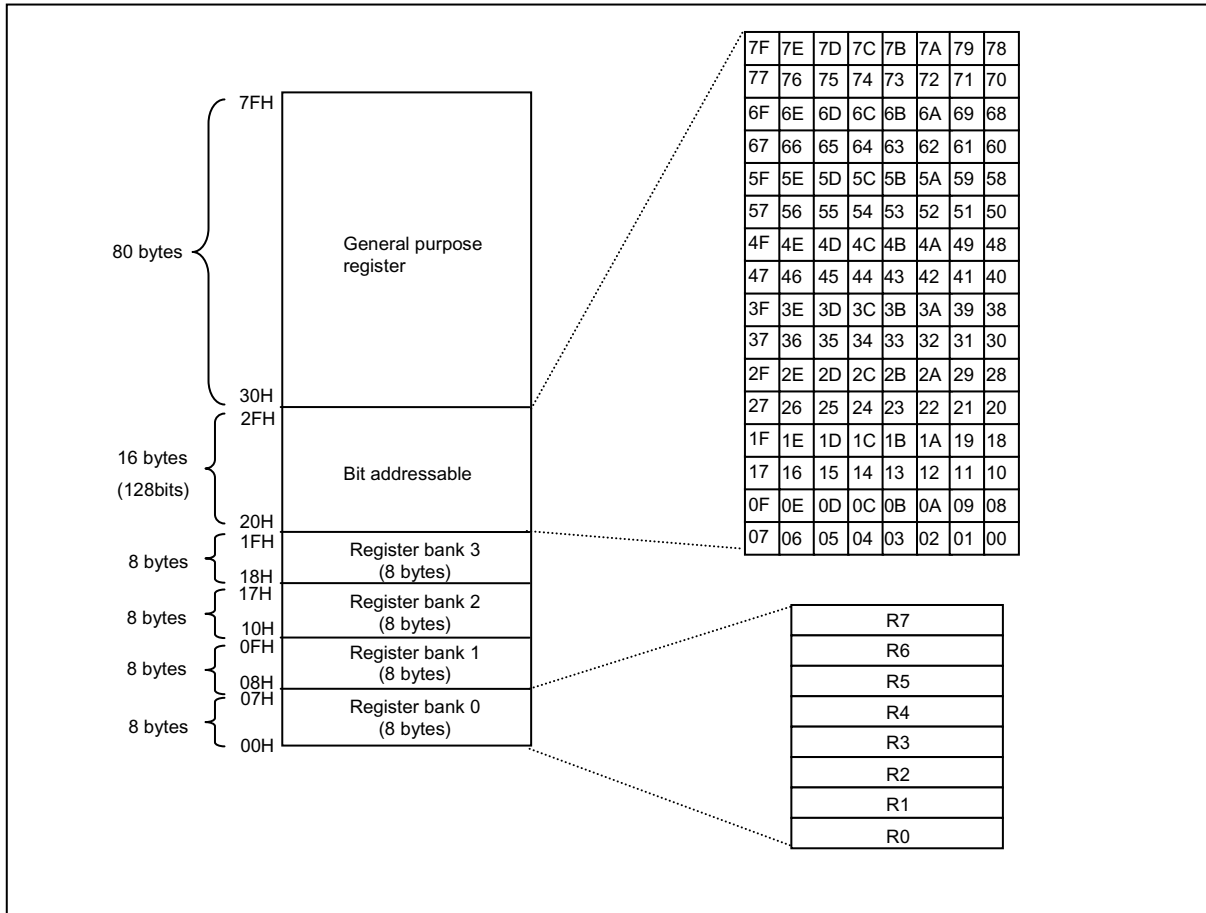 7FH
80 bytes
General purpose
register
30H
2FH
16 bytes
(128bits)
Bit addressable
20H
1FH
8 bytes
Register bank 3
(8 bytes)
18H
17H
8 bytes
Register bank 2
(8 bytes)
10H
0FH
8 bytes
Register bank 1
(8 bytes)
08H
07H
8 bytes
Register bank 0
(8 bytes)
00H
7F 7E 7D 7C 7B 7A 79 78
77 76 75 74 73 72 71 70
6F 6E 6D 6C 6B 6A 69 68
67 66 65 64 63 62 61 60
5F 5E 5D 5C 5B 5A 59 58
57 56 55 54 53 52 51 50
4F 4E 4D 4C 4B 4A 49 48
47 46 45 44 43 42 41 40
3F 3E 3D 3C 3B 3A 39 38
37 36 35 34 33 32 31 30
2F 2E 2D 2C 2B 2A 29 28
27 26 25 24 23 22 21 20
1F 1E 1D 1C 1B 1A 19 18
17 16 15 14 13 12 11 10
0F 0E 0D 0C 0B 0A 09 08
07 06 05 04 03 02 01 00
R7
R6
R5
R4
R3
R2
R1
R0